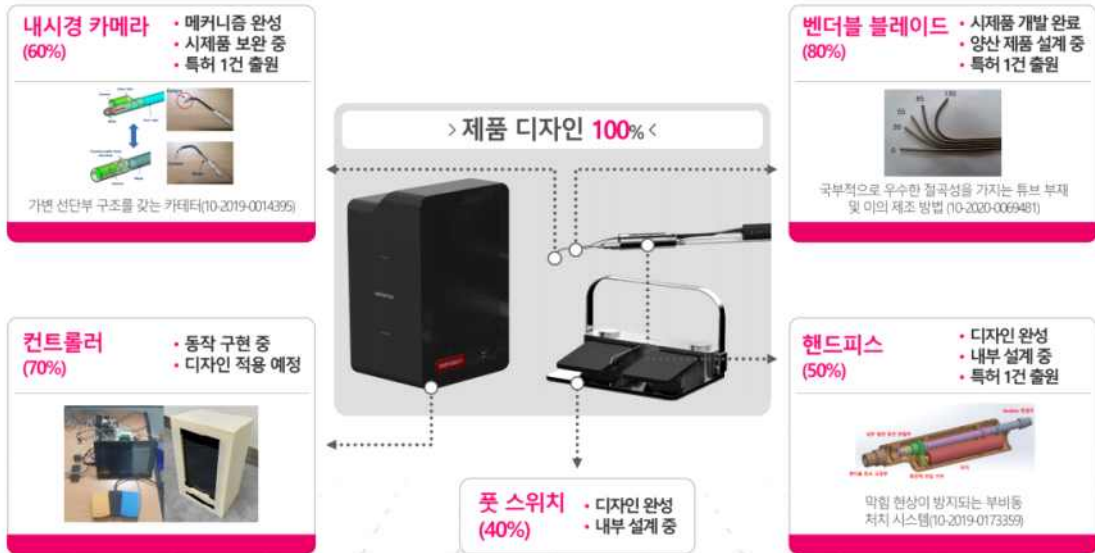 내시경 카메라
(60%)
• 메커니즘 완성
• 시제품 보완 중
• 특허 1건 출원
가변 선단부 구조를 갖는 카테터(10-2019-0014395)
벤더블 블레이드
(80%)
• 시제품 개발 완료
• 양산 제품 설계 중
• 특허 1건 출원
국부적으로 우수한 절곡성을 가지는 튜브 부재
및 이의 제조 방법 (10-2020-0069481)
> 제품 디자인 100% <
컨트롤러
(70%)
• 동작 구현 중
• 디자인 적용 예정
핸드피스
(50%)
• 디자인 완성
• 내부 설계 중
• 특허 1건 출원
막힘 현상이 방지되는 부비동
처치 시스템(10-2019-0173359)
풋 스위치
(40%)
• 디자인 완성
• 내부 설계 중